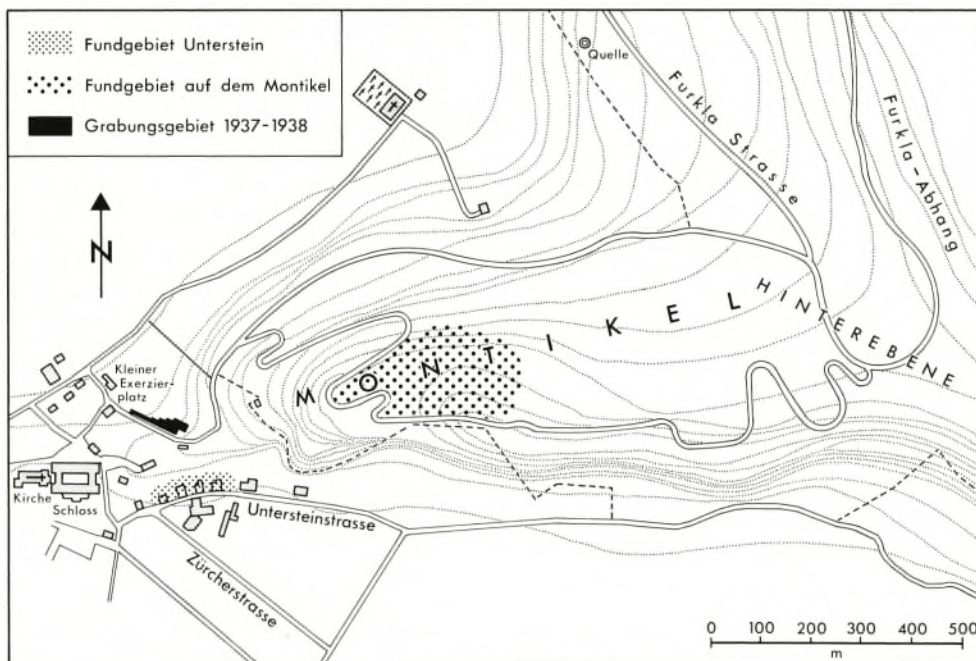 Fundgebiet Unterstein
Fundgebiet auf dem Montikel
Grabungsgebiet 1937-1938
N
Quelle
Furkla Strasse
Furkla-Abhang
HINTEREBENE
MONTIKEL
Kleiner
Exerzier-
platz
Kirche
Schloss
Untersteinstrasse
Zürcherstrasse
0 100 200 300 400 500
m